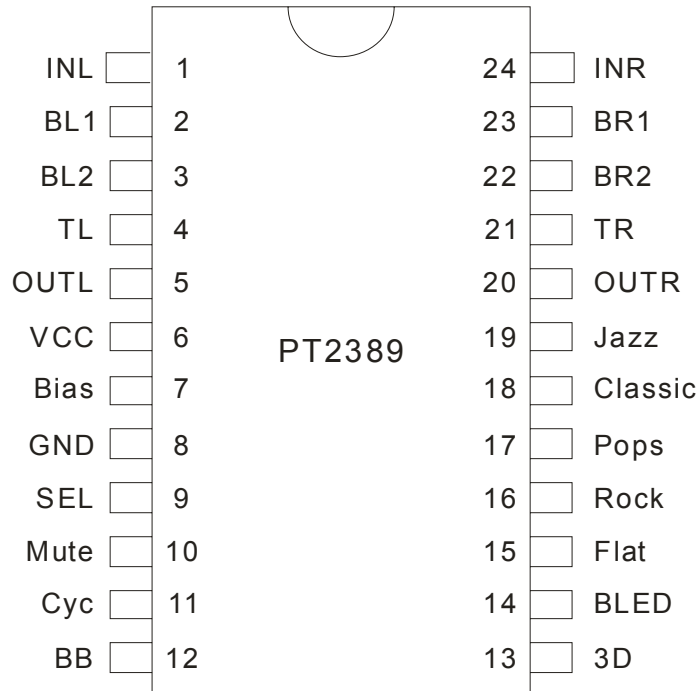 INL 1 24 INR
BL1 2 23 BR1
BL2 3 22 BR2
TL 4 21 TR
OUTL 5 20 OUTR
VCC 6 19 Jazz
PT2389
Bias 7 18 Classic
GND 8 17 Pops
SEL 9 16 Rock
Mute 10 15 Flat
Cyc 11 14 BLED
BB 12 13 3D